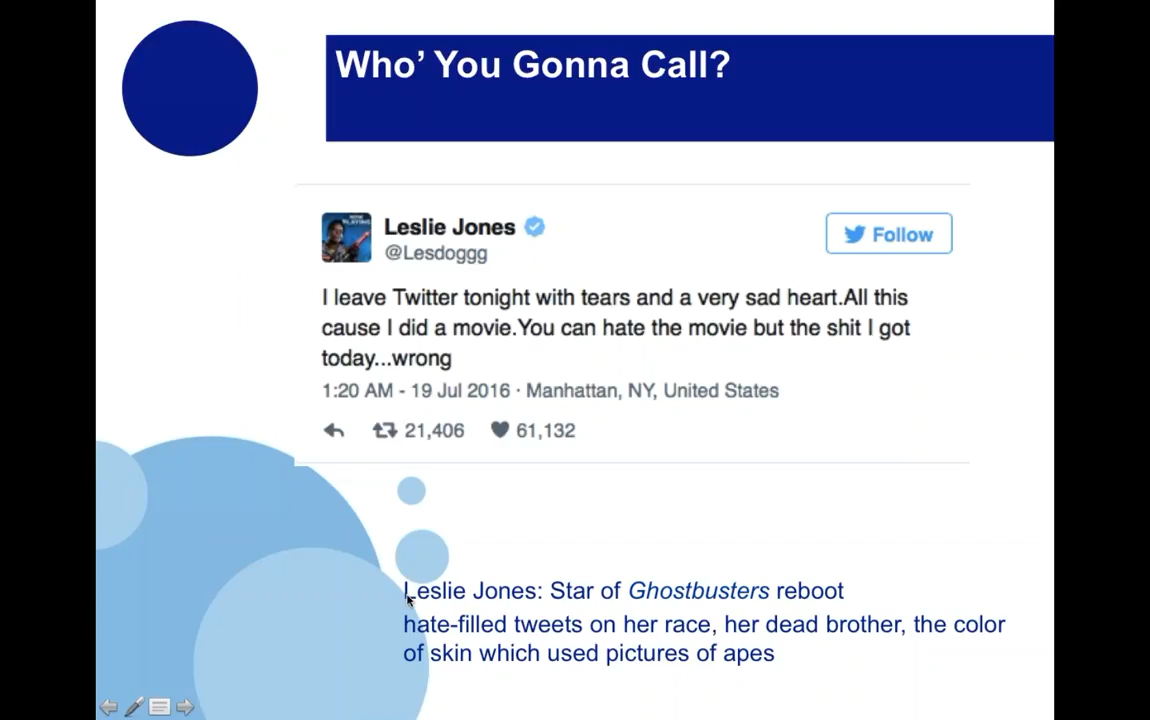 Who’ You Gonna Call?
Leslie Jones
@Lesdoggg
Follow
I leave Twitter tonight with tears and a very sad heart.All this
cause I did a movie.You can hate the movie but the shit I got
today...wrong
1:20 AM - 19 Jul 2016 · Manhattan, NY, United States
21,406 61,132
Leslie Jones: Star of Ghostbusters reboot
hate-filled tweets on her race, her dead brother, the color
of skin which used pictures of apes